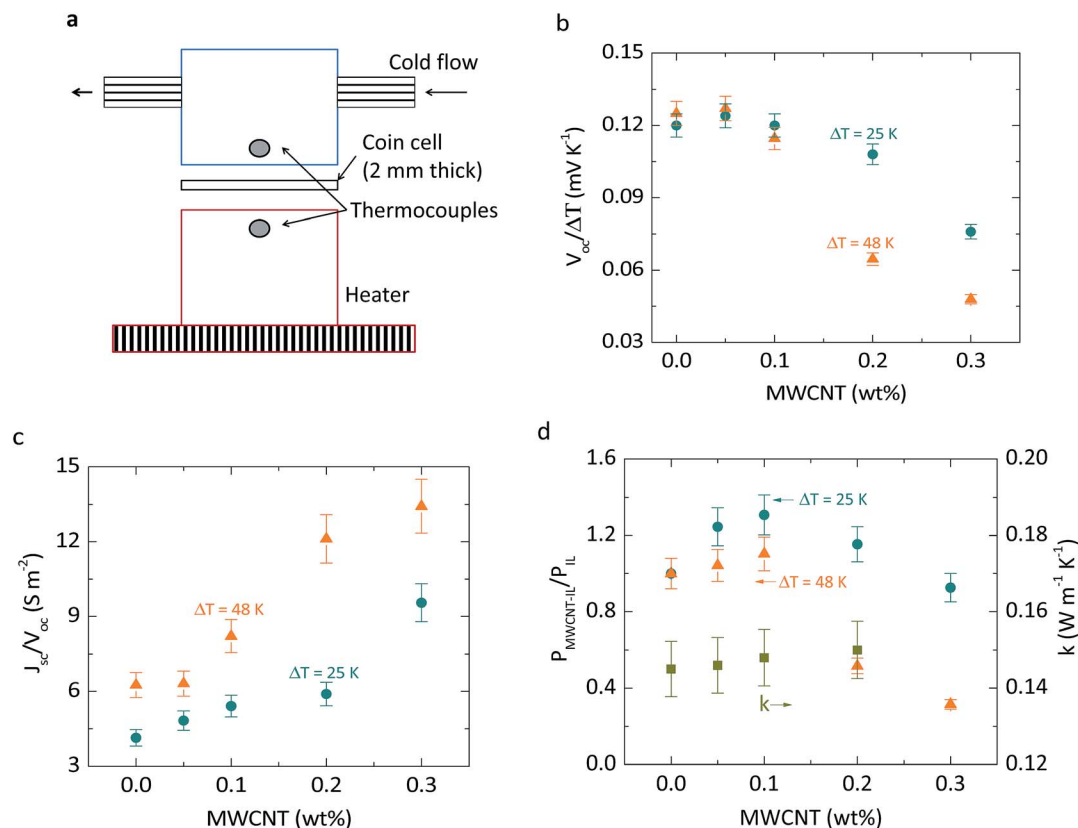 a
Cold flow
Coin cell
(2 mm thick)
Thermocouples
Heater
b
0.15
0.12
0.09
0.06
0.03
V_oc/ΔT (mV K⁻¹)
ΔT = 25 K
ΔT = 48 K
0.0 0.1 0.2 0.3
MWCNT (wt%)
c
15
12
9
6
3
J_sc/V_oc (S m⁻²)
ΔT = 48 K
ΔT = 25 K
0.0 0.1 0.2 0.3
MWCNT (wt%)
d
1.6
1.2
0.8
0.4
0.0
P_MWCNT-IL/P_IL
ΔT = 25 K
ΔT = 48 K
k
0.20
0.18
0.16
0.14
0.12
k (W m⁻¹ K⁻¹)
0.0 0.1 0.2 0.3
MWCNT (wt%)